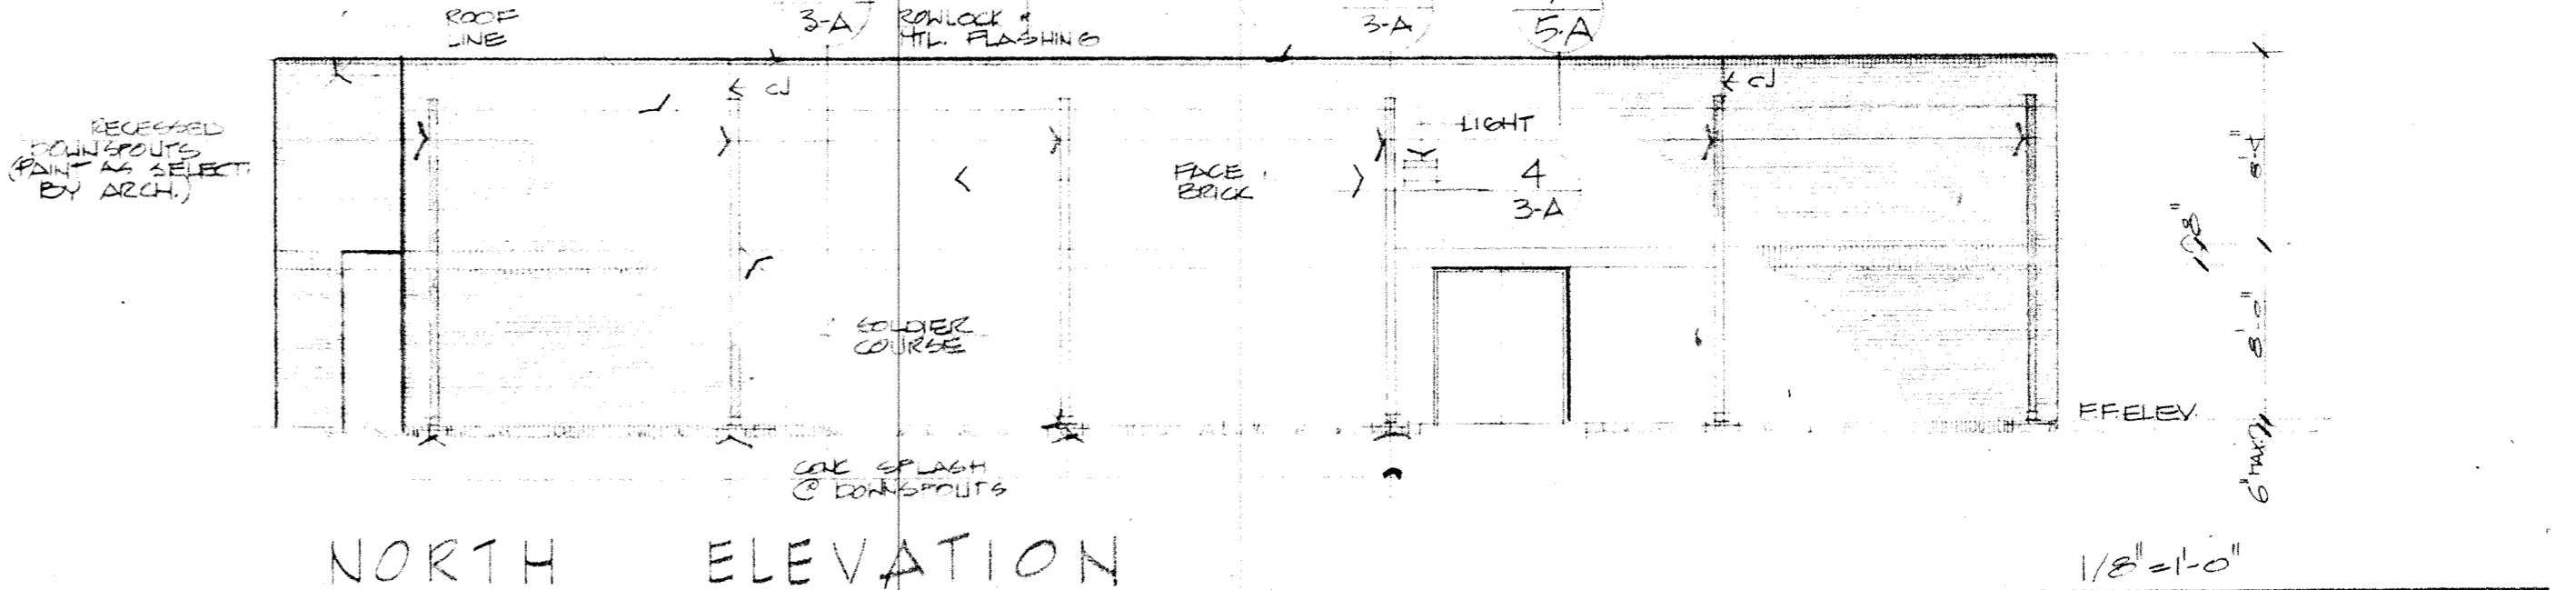 ROOF
LINE
3-A
ROWLOCK &
MTL. FLASHING
3-A
5-A
CJ
CJ
RECESSED
DOWNSPOUTS
(PAINT AS SELECT.
BY ARCH.)
LIGHT
FACE
BRICK
4
3-A
8'-4"
8'-0"
SOLDIER
COURSE
F.F. ELEV.
6" MAX.
CONC SPLASH
@ DOWNSPOUTS
NORTH ELEVATION
1/8"=1'-0"